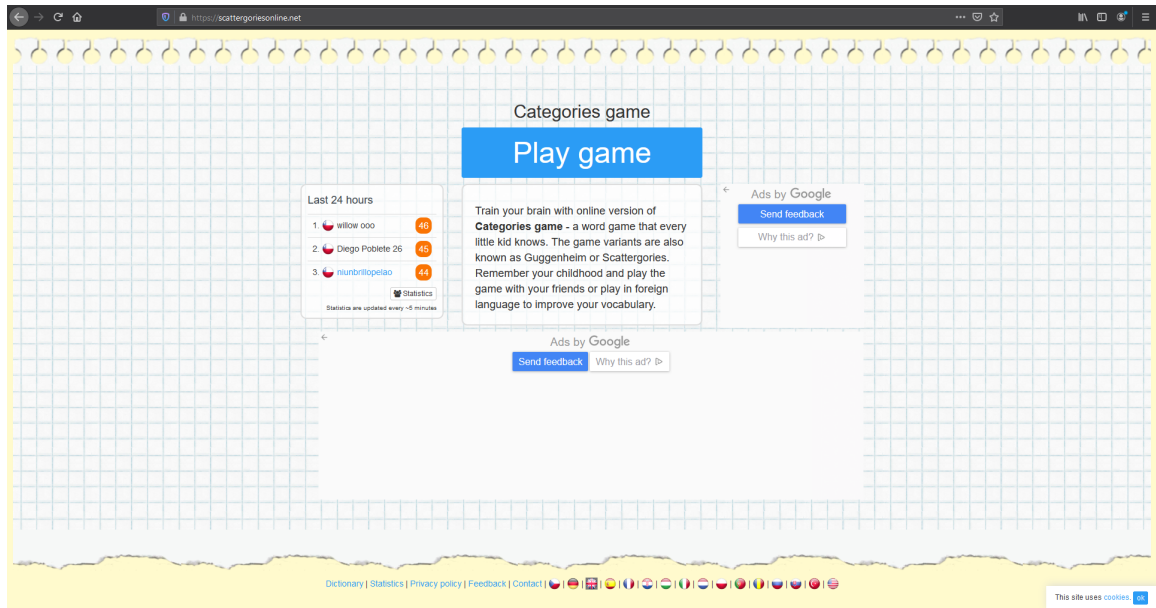 https://scattergoriesonline.net
Categories game
Play game
Last 24 hours
1. willow ooo 46
2. Diego Poblete 26 45
3. niunbrillopelao 44
Statistics
Statistics are updated every ~5 minutes
Train your brain with online version of
Categories game - a word game that every
little kid knows. The game variants are also
known as Guggenheim or Scattergories.
Remember your childhood and play the
game with your friends or play in foreign
language to improve your vocabulary.
Ads by Google
Send feedback
Why this ad?
Ads by Google
Send feedback Why this ad?
Dictionary | Statistics | Privacy policy | Feedback | Contact | | | | | | | | | | | | | | | |
This site uses cookies. ok